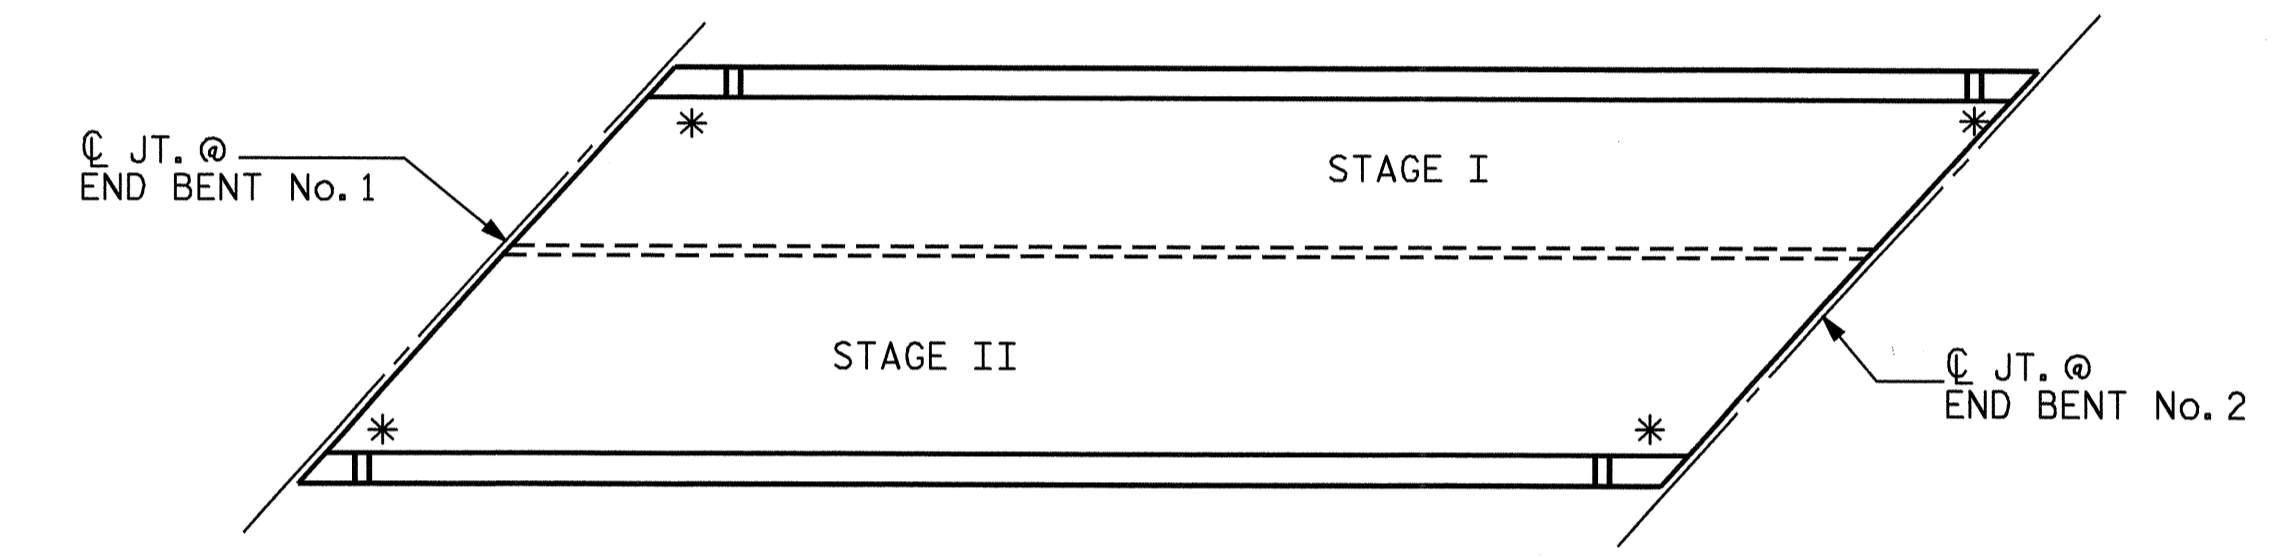 ℄ JT. @
END BENT No. 1
STAGE I
STAGE II
℄ JT. @
END BENT No. 2